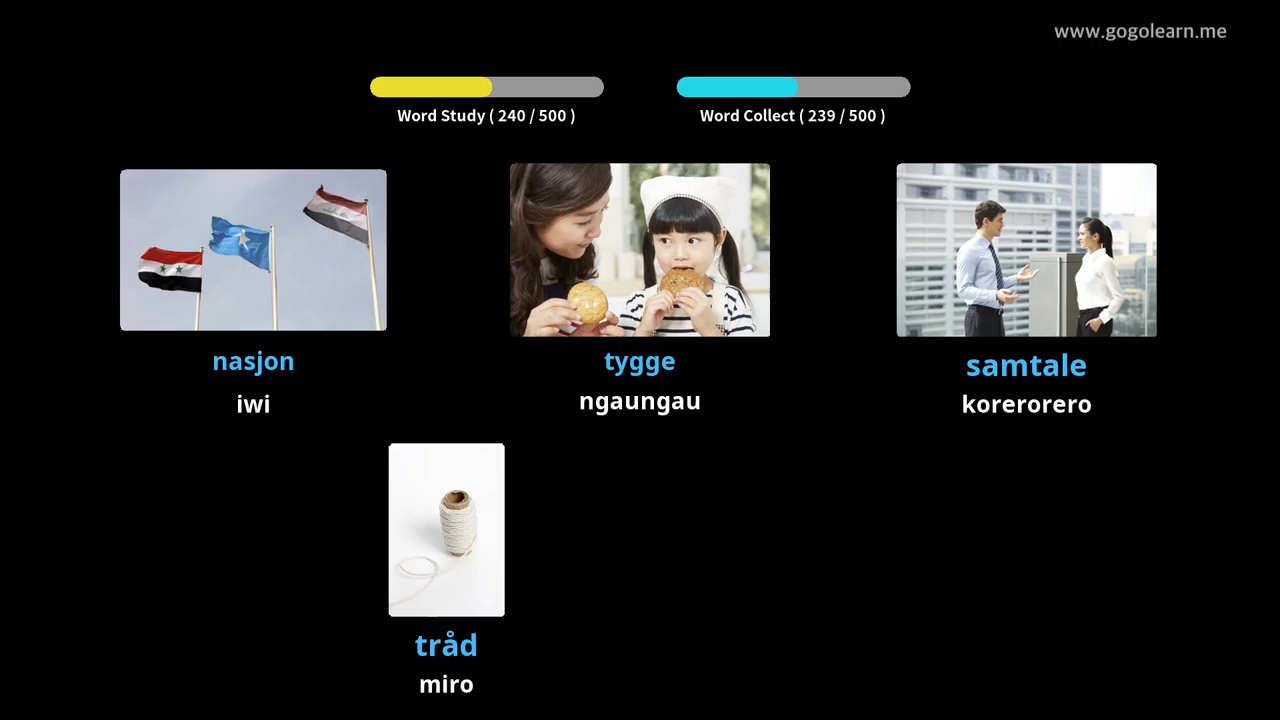 www.gogolearn.me
Word Study ( 240 / 500 )
Word Collect ( 239 / 500 )
nasjon
tygge
samtale
iwi
ngaungau
korerorero
tråd
miro